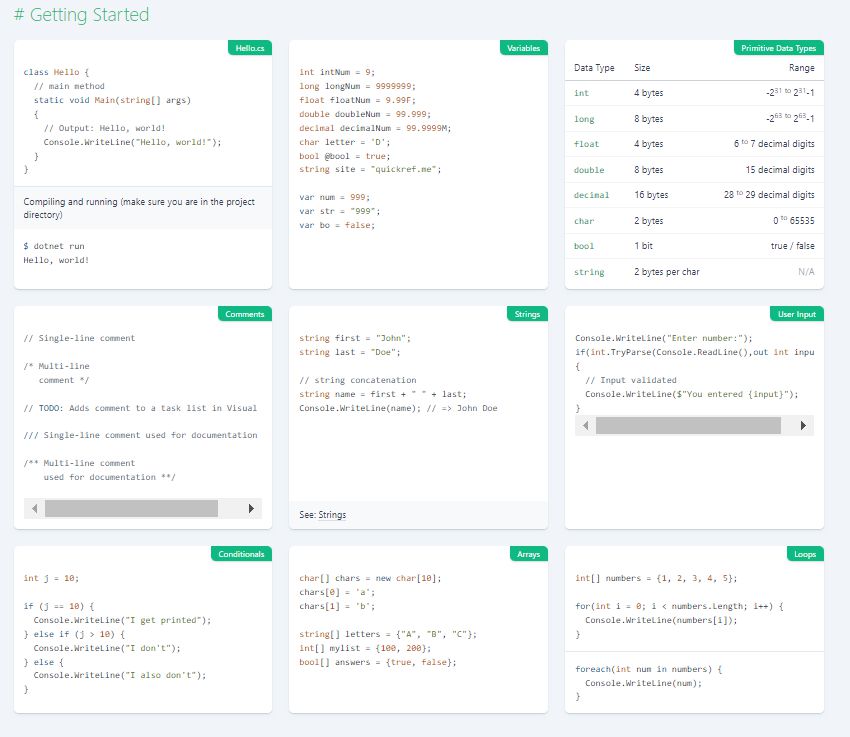 # Getting Started
Hello.cs
class Hello {
  // main method
  static void Main(string[] args)
  {
    // Output: Hello, world!
    Console.WriteLine("Hello, world!");
  }
}
Compiling and running (make sure you are in the project
directory)
$ dotnet run
Hello, world!
Variables
int intNum = 9;
long longNum = 9999999;
float floatNum = 9.99F;
double doubleNum = 99.999;
decimal decimalNum = 99.9999M;
char letter = 'D';
bool @bool = true;
string site = "quickref.me";
var num = 999;
var str = "999";
var bo = false;
Primitive Data Types
Data Type Size Range
int 4 bytes -2³¹ ᵗᵒ 2³¹-1
long 8 bytes -2⁶³ ᵗᵒ 2⁶³-1
float 4 bytes 6 ᵗᵒ 7 decimal digits
double 8 bytes 15 decimal digits
decimal 16 bytes 28 ᵗᵒ 29 decimal digits
char 2 bytes 0 ᵗᵒ 65535
bool 1 bit true / false
string 2 bytes per char N/A
Comments
// Single-line comment
/* Multi-line
   comment */
// TODO: Adds comment to a task list in Visual
/// Single-line comment used for documentation
/** Multi-line comment
    used for documentation **/
Strings
string first = "John";
string last = "Doe";
// string concatenation
string name = first + " " + last;
Console.WriteLine(name); // => John Doe
See: Strings
User Input
Console.WriteLine("Enter number:");
if(int.TryParse(Console.ReadLine(),out int inpu
{
  // Input validated
  Console.WriteLine($"You entered {input}");
}
Conditionals
int j = 10;
if (j == 10) {
  Console.WriteLine("I get printed");
} else if (j > 10) {
  Console.WriteLine("I don't");
} else {
  Console.WriteLine("I also don't");
}
Arrays
char[] chars = new char[10];
chars[0] = 'a';
chars[1] = 'b';
string[] letters = {"A", "B", "C"};
int[] mylist = {100, 200};
bool[] answers = {true, false};
Loops
int[] numbers = {1, 2, 3, 4, 5};
for(int i = 0; i < numbers.Length; i++) {
  Console.WriteLine(numbers[i]);
}
foreach(int num in numbers) {
  Console.WriteLine(num);
}